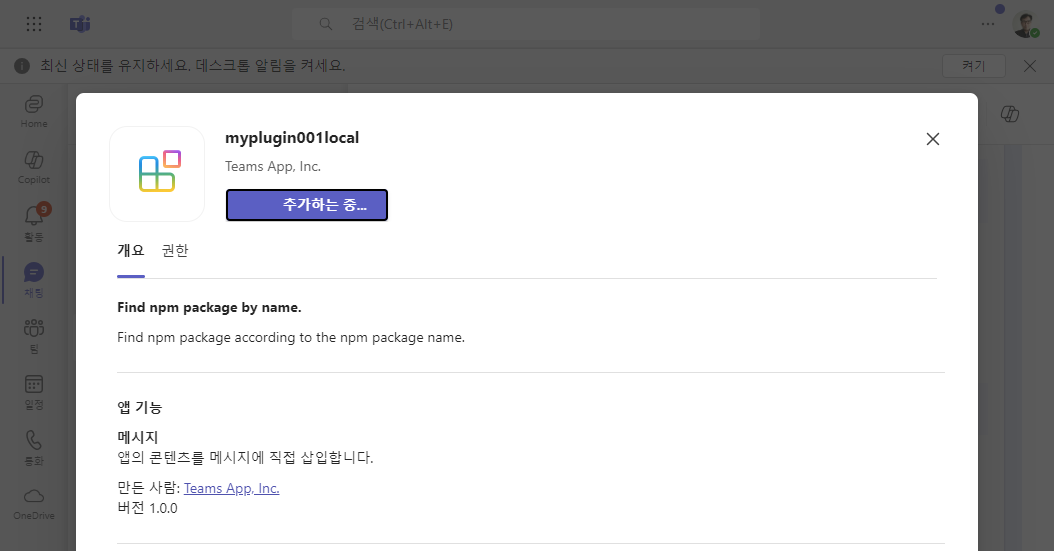 검색(Ctrl+Alt+E)
최신 상태를 유지하세요. 데스크톱 알림을 켜세요.
켜기
Home
Copilot
9
활동
채팅
팀
일정
통화
OneDrive
myplugin001local
Teams App, Inc.
추가하는 중...
개요
권한
Find npm package by name.
Find npm package according to the npm package name.
앱 기능
메시지
앱의 콘텐츠를 메시지에 직접 삽입합니다.
만든 사람: Teams App, Inc.
버전 1.0.0